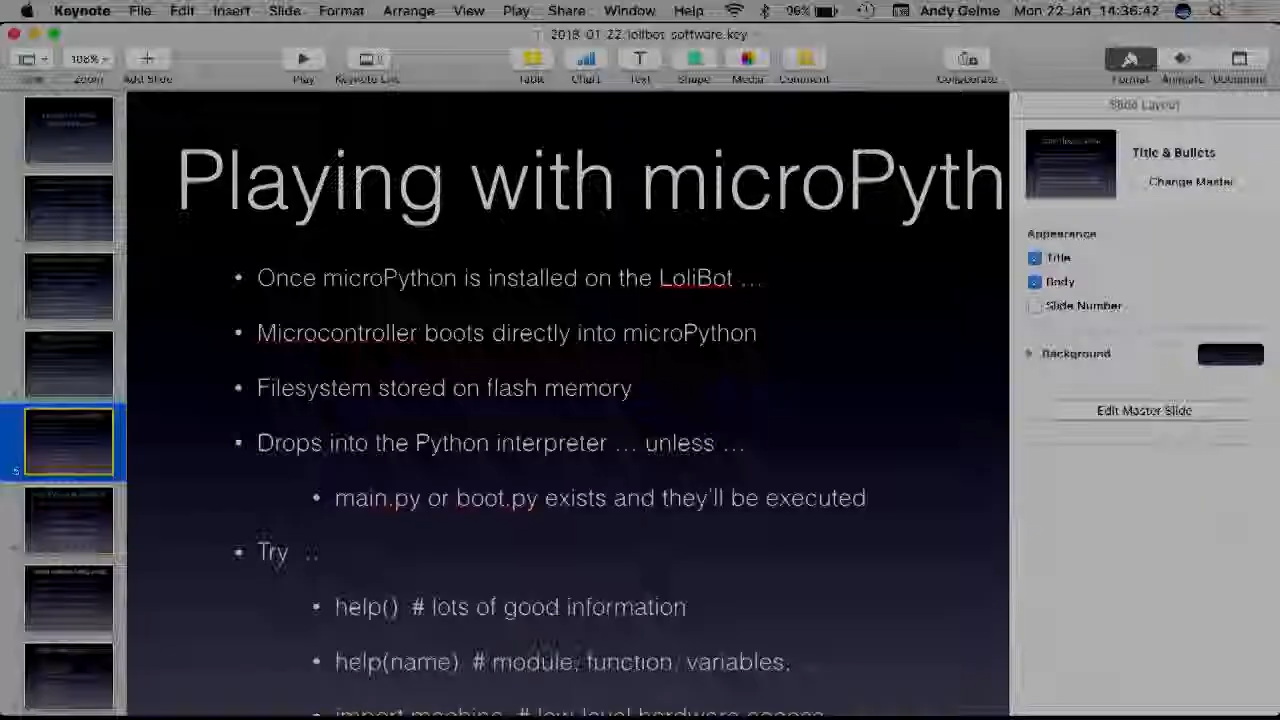 Keynote File Edit Insert Slide Format Arrange View Play Share Window Help 96% Andy Gelme Mon 22 Jan 14:36:42
2018-01-22 lolibot software.key
108%
Zoom Add Slide Play Keynote Live Table Chart Text Shape Media Comment Collaborate Format Animate Document
Slide Layout
Title & Bullets
Change Master
Appearance
Title
Body
Slide Number
Background
Edit Master Slide
5
Playing with microPyth
• Once microPython is installed on the LoliBot …
• Microcontroller boots directly into microPython
• Filesystem stored on flash memory
• Drops into the Python interpreter … unless …
• main.py or boot.py exists and they'll be executed
• Try …
• help() # lots of good information
• help(name) # module, function, variables.
• import machine # low-level hardware access